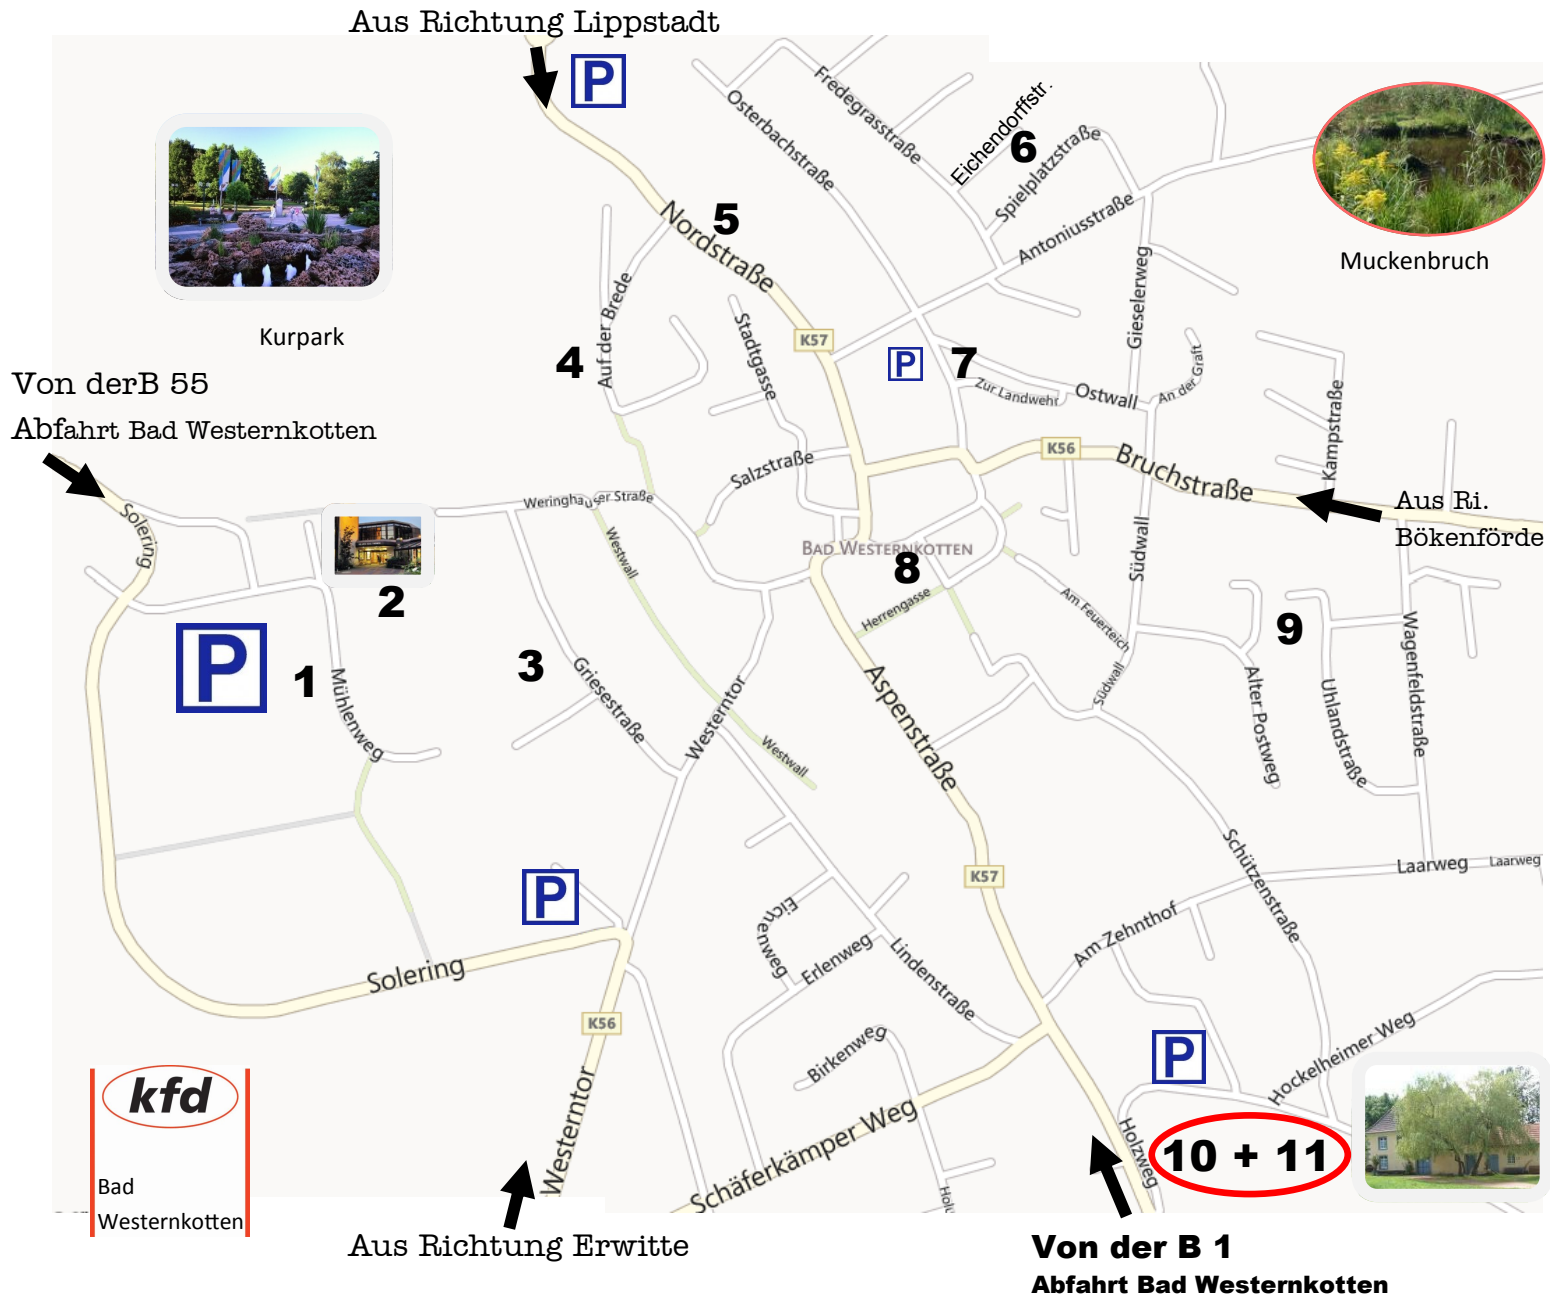 Aus Richtung Lippstadt
P
Fredegrasstraße
Eichendorffstr.
Osterbachstraße
6
Spielplatzstraße
Antoniusstraße
5
Nordstraße
Muckenbruch
Gieselerweg
Kurpark
Auf der Brede
Stadtgasse
K57
4
P
7
Zur Landwehr
Ostwall
An der Graft
Kampstraße
Von derB 55
Abfahrt Bad Westernkotten
K56
Bruchstraße
Salzstraße
Weringhauser Straße
Aus Ri.
Bökenförde
Solering
Westwall
BAD WESTERNKOTTEN
8
Südwall
2
Herrengasse
Am Feuerteich
9
Wagenfeldstraße
P
1
Mühlenweg
3
Griesestraße
Westerntor
Westwall
Aspenstraße
Südwall
Alter Postweg
Uhlandstraße
Schützenstraße
Laarweg
Laarweg
K57
P
Eichenweg
Erlenweg
Lindenstraße
Am Zehnthof
Solering
K56
Birkenweg
Hockelheimer Weg
P
kfd
Bad
Westernkotten
Westerntor
Schäferkämper Weg
Holzweg
10 + 11
Aus Richtung Erwitte
Von der B 1
Abfahrt Bad Westernkotten